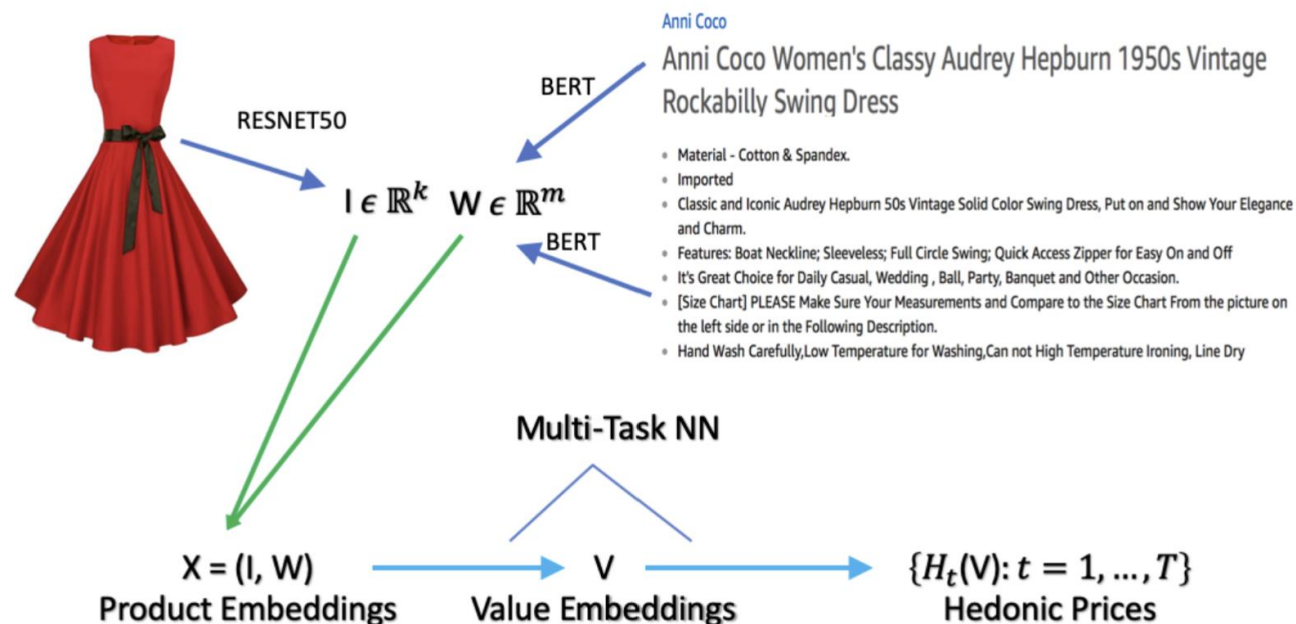 Anni Coco
Anni Coco Women's Classy Audrey Hepburn 1950s Vintage
Rockabilly Swing Dress
BERT
RESNET50
• Material - Cotton & Spandex.
• Imported
• Classic and Iconic Audrey Hepburn 50s Vintage Solid Color Swing Dress, Put on and Show Your Elegance
and Charm.
• Features: Boat Neckline; Sleeveless; Full Circle Swing; Quick Access Zipper for Easy On and Off
• It's Great Choice for Daily Casual, Wedding , Ball, Party, Banquet and Other Occasion.
• [Size Chart] PLEASE Make Sure Your Measurements and Compare to the Size Chart From the picture on
the left side or in the Following Description.
• Hand Wash Carefully,Low Temperature for Washing,Can not High Temperature Ironing, Line Dry
I ϵ ℝ^k W ϵ ℝ^m
BERT
Multi-Task NN
X = (I, W)
Product Embeddings
V
Value Embeddings
{H_t(V): t = 1, ..., T}
Hedonic Prices